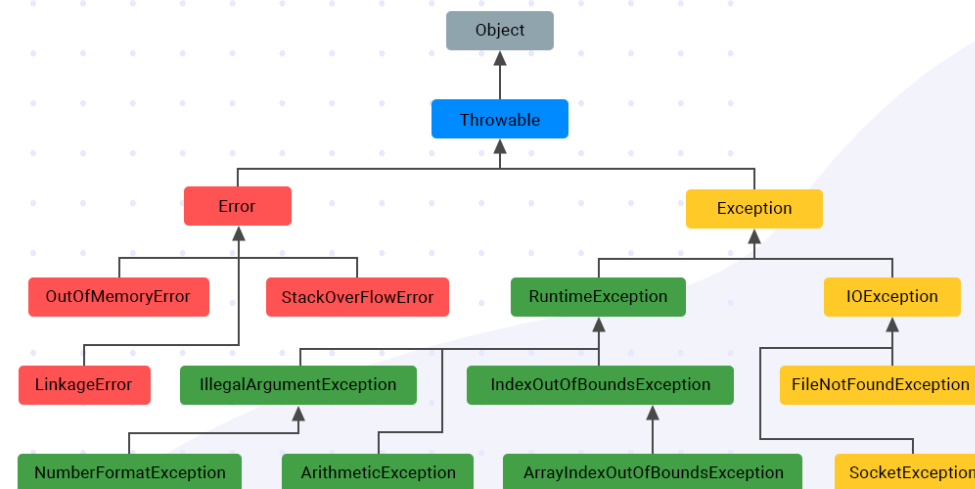 Object
Throwable
Error
Exception
OutOfMemoryError
StackOverFlowError
RuntimeException
IOException
LinkageError
IllegalArgumentException
IndexOutOfBoundsException
FileNotFoundException
NumberFormatException
ArithmeticException
ArrayIndexOutOfBoundsException
SocketException